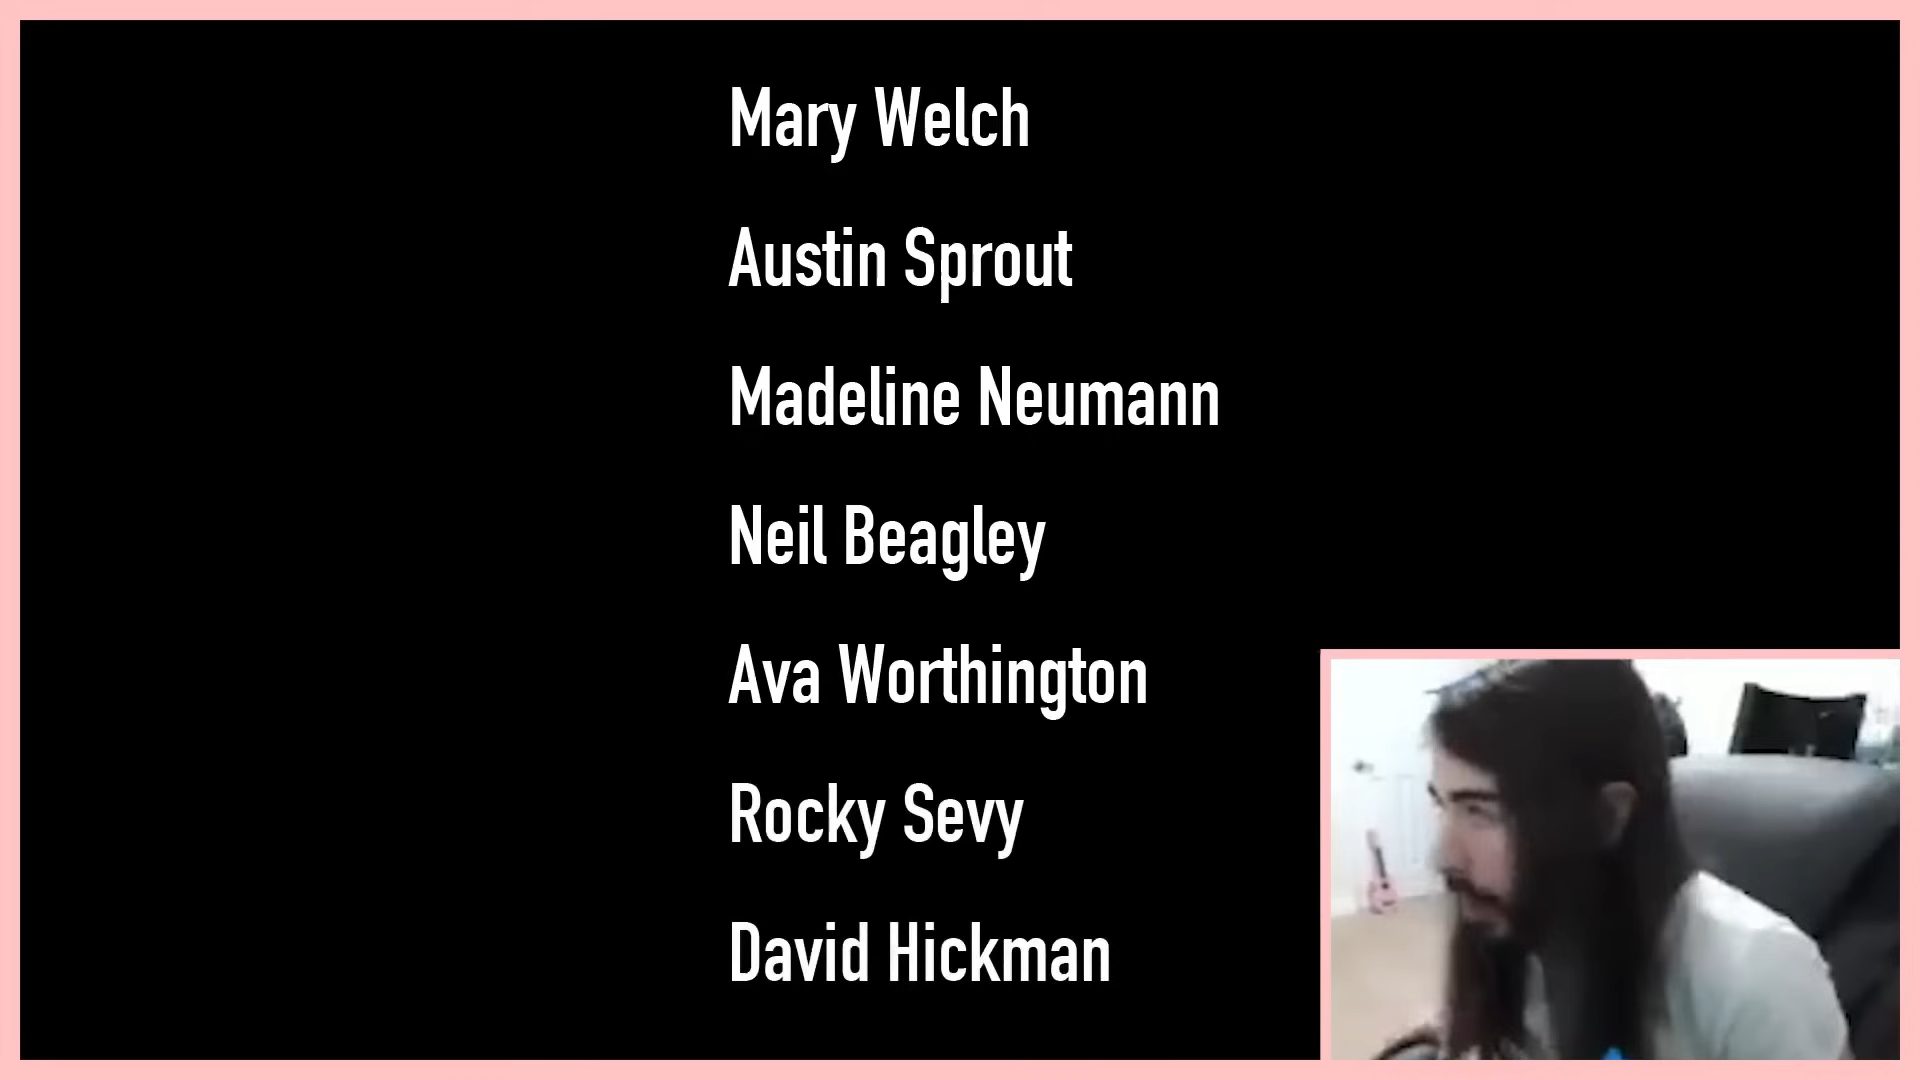 Mary Welch
Austin Sprout
Madeline Neumann
Neil Beagley
Ava Worthington
Rocky Sevy
David Hickman